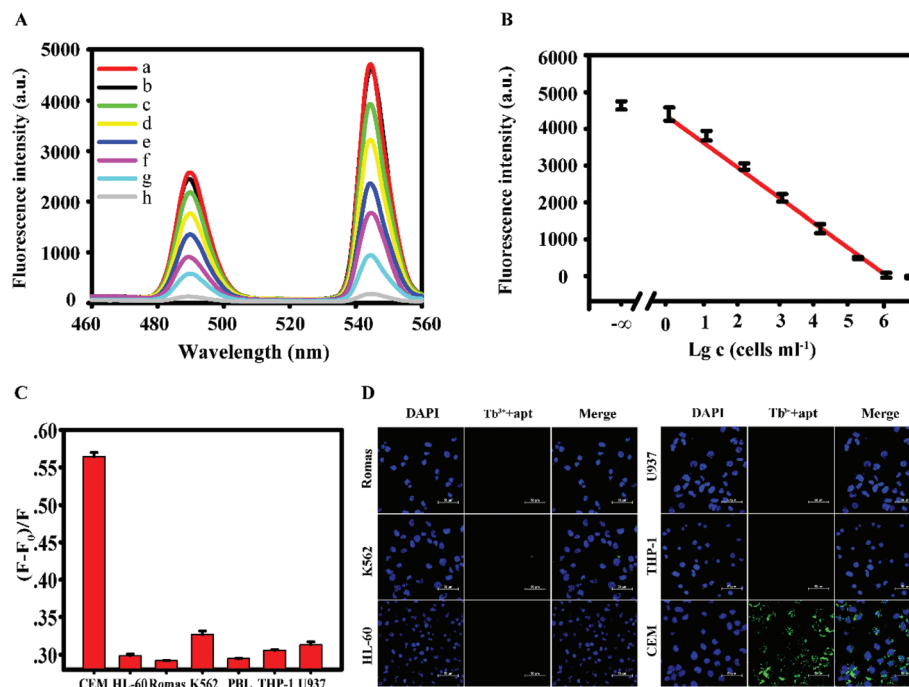 A
5000
4000
3000
2000
1000
0
Fluorescence intensity (a.u.)
a
b
c
d
e
f
g
h
460 480 500 520 540 560
Wavelength (nm)
B
6000
5000
4000
3000
2000
1000
0
Fluorescence intensity (a.u.)
-∞ 0 1 2 3 4 5 6
Lg c (cells ml⁻¹)
C
.60
.55
.50
.45
.40
.35
.30
(F-F₀)/F
CEM HL-60 Romas K562 PBL THP-1 U937
D
DAPI Tb³⁺+apt Merge
Romas
K562
HL-60
DAPI Tb³⁺+apt Merge
U937
THP-1
CEM